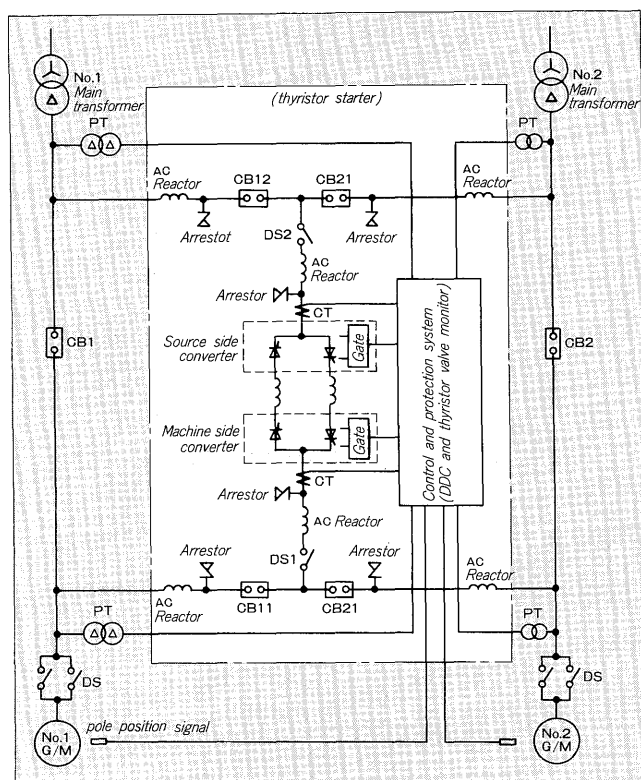 No.1
Main
transformer
No.2
Main
transformer
(thyristor starter)
PT
PT
AC
Reactor
CB12
CB21
AC
Reactor
Arrestot
DS2
Arrestor
AC
Reactor
Arrestor
CT
CB1
Source side
converter
Gate
Control and protection system
(DDC and thyristor valve monitor)
CB2
Machine side
converter
Gate
CT
Arrestor
AC Reactor
Arrestor
DS1
Arrestor
AC
Reactor
CB11
CB21
AC
Reactor
PT
PT
DS
DS
No.1
G/M
pole position signal
No.2
G/M